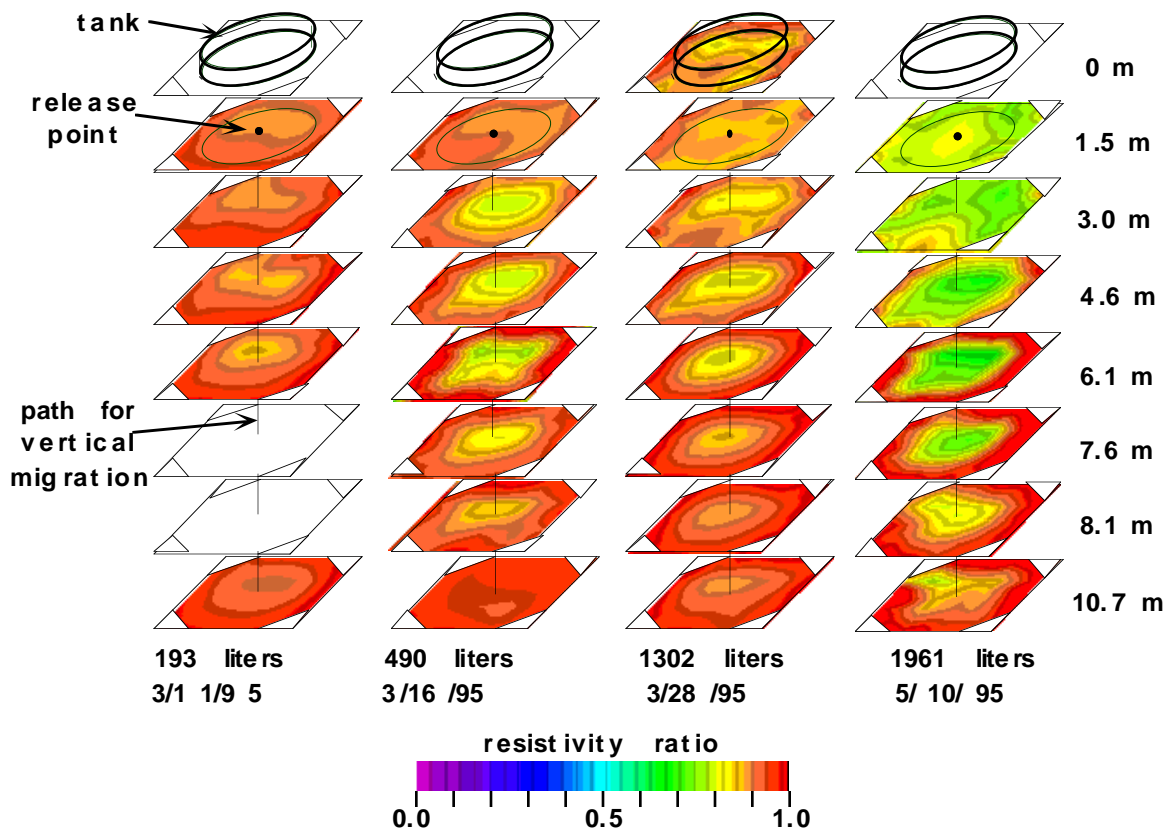 tank
0 m
release
point
1.5 m
3.0 m
4.6 m
6.1 m
path for
vertical
migration
7.6 m
8.1 m
10.7 m
193 liters
3/1 1/9 5
490 liters
3/16 /95
1302 liters
3/28 /95
1961 liters
5/ 10/ 95
resistivity ratio
0.0 0.5 1.0